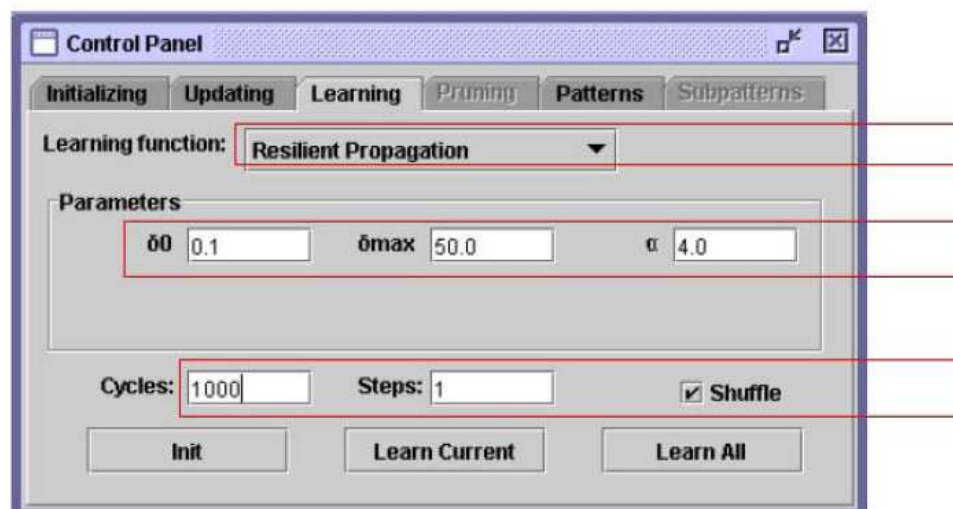 Control Panel
Initializing Updating Learning Pruning Patterns Subpatterns
Learning function: Resilient Propagation
Parameters
δ0 0.1 δmax 50.0 α 4.0
Cycles: 1000 Steps: 1 Shuffle
Init Learn Current Learn All